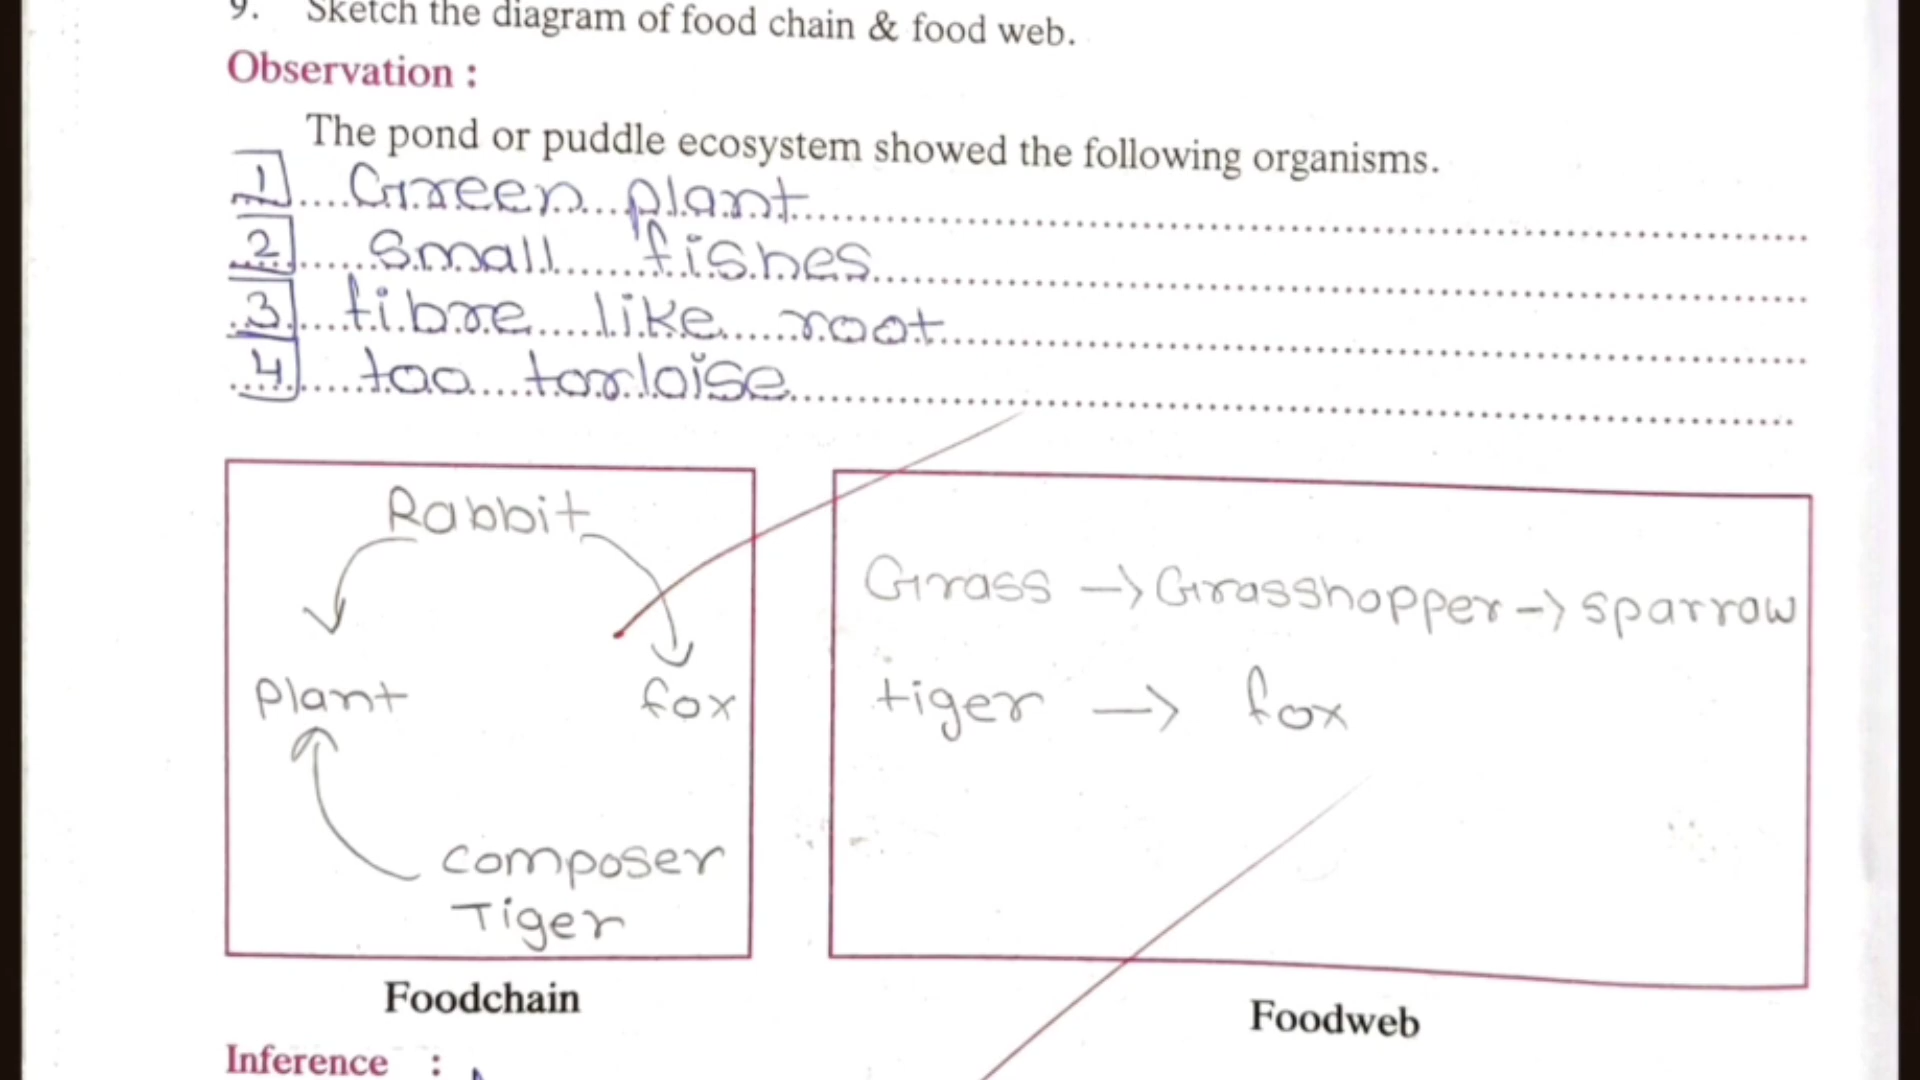 9. Sketch the diagram of food chain & food web.
Observation :
The pond or puddle ecosystem showed the following organisms.
1 Green plant
2 Small fishes
3 fibre like root
4 too tortoise
Rabbit
Plant fox
Composer
Tiger
Foodchain
Grass → Grasshopper → sparrow
tiger → fox
Foodweb
Inference :